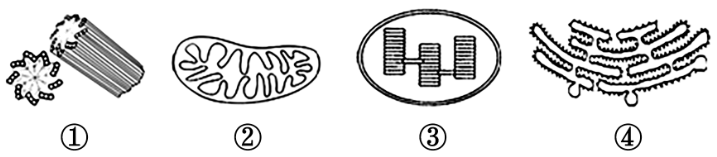 ① ② ③ ④